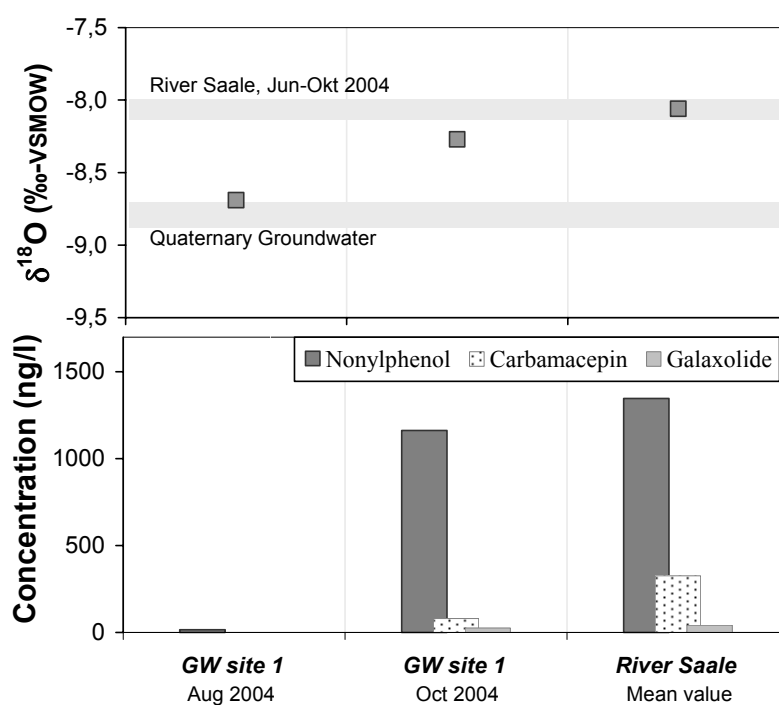 -7,5
-8,0
-8,5
-9,0
-9,5
δ18O (‰-VSMOW)
River Saale, Jun-Okt 2004
Quaternary Groundwater
1500
1000
500
0
Concentration (ng/l)
Nonylphenol Carbamacepin Galaxolide
GW site 1 GW site 1 River Saale
Aug 2004 Oct 2004 Mean value